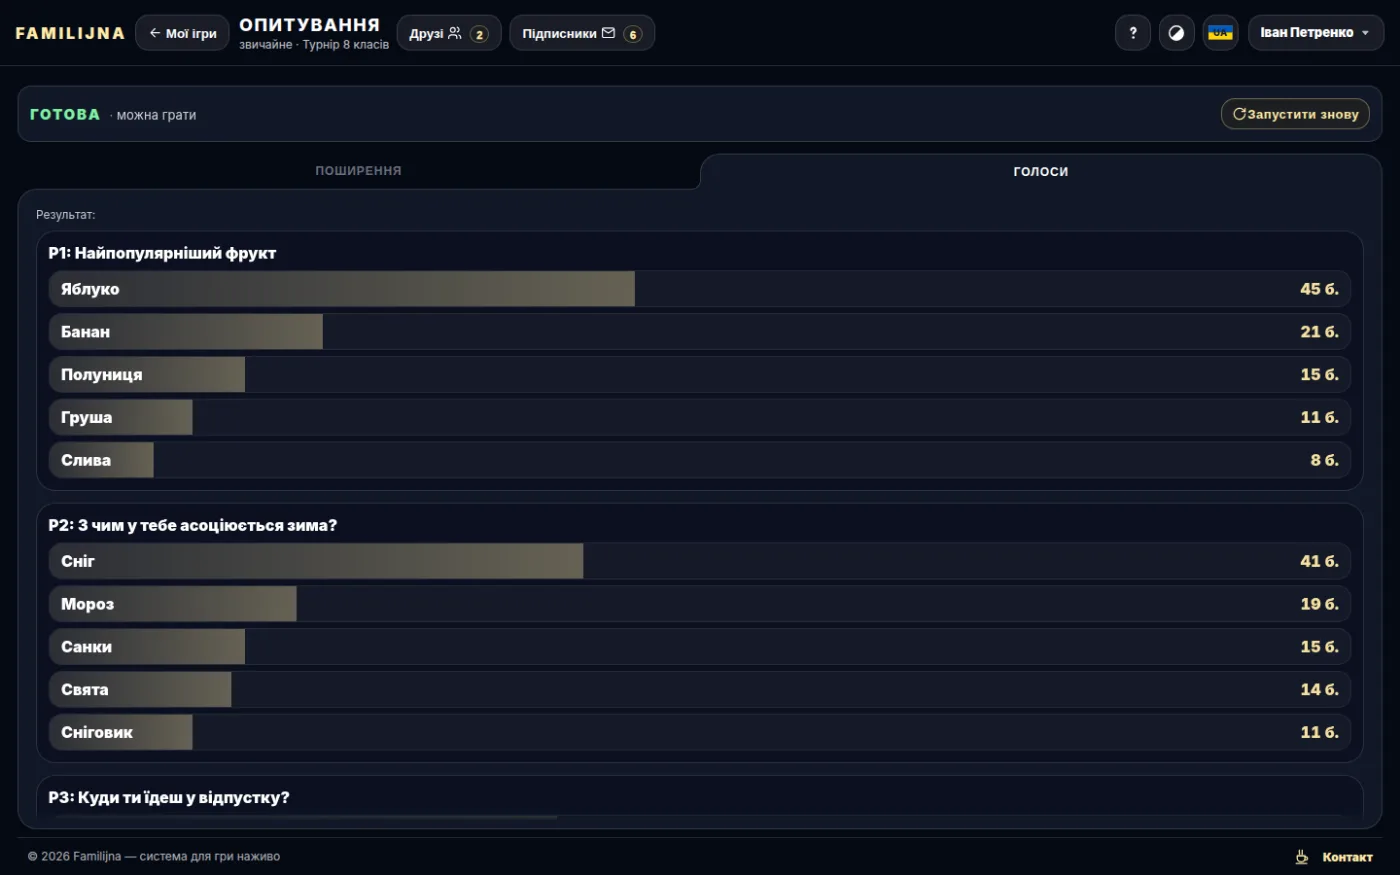 FAMILIJNA
← Мої ігри
ОПИТУВАННЯ
звичайне · Турнір 8 класів
Друзі 2
Підписники 6
?
UA
Іван Петренко
ГОТОВА · можна грати
Запустити знову
ПОШИРЕННЯ
ГОЛОСИ
Результат:
P1: Найпопулярніший фрукт
Яблуко 45 б.
Банан 21 б.
Полуниця 15 б.
Груша 11 б.
Слива 8 б.
P2: З чим у тебе асоціюється зима?
Сніг 41 б.
Мороз 19 б.
Санки 15 б.
Свята 14 б.
Сніговик 11 б.
P3: Куди ти їдеш у відпустку?
© 2026 Familijna — система для гри наживо
Контакт